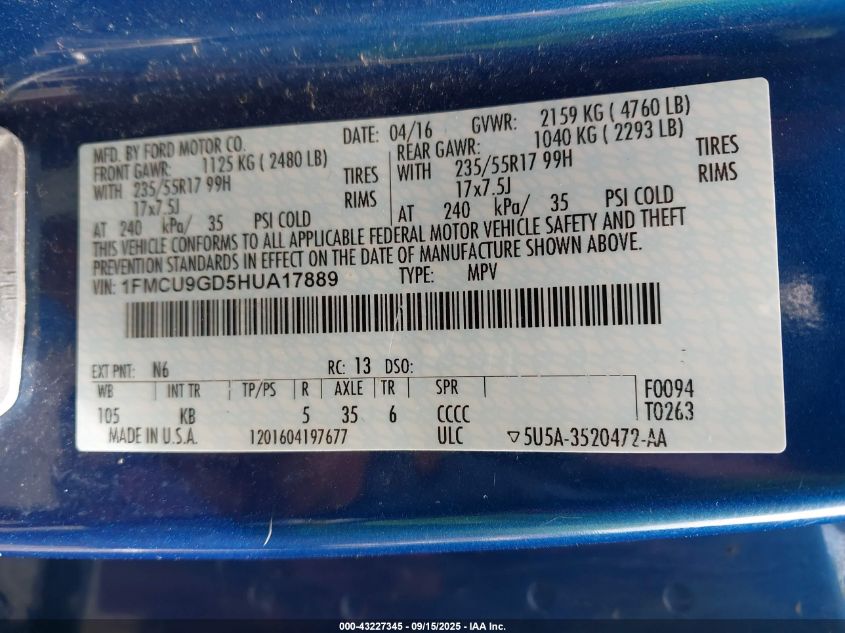 MFD. BY FORD MOTOR CO.
DATE: 04/16 GVWR: 2159 KG ( 4760 LB)
FRONT GAWR: 1125 KG ( 2480 LB)
REAR GAWR: 1040 KG ( 2293 LB)
WITH 235/55R17 99H TIRES
WITH 235/55R17 99H TIRES
17x7.5J RIMS
17x7.5J RIMS
AT 240 kPa/ 35 PSI COLD
AT 240 kPa/ 35 PSI COLD
THIS VEHICLE CONFORMS TO ALL APPLICABLE FEDERAL MOTOR VEHICLE SAFETY AND THEFT
PREVENTION STANDARDS IN EFFECT ON THE DATE OF MANUFACTURE SHOWN ABOVE.
VIN: 1FMCU9GD5HUA17889 TYPE: MPV
EXT PNT: N6 RC: 13 DSO:
WB INT TR TP/PS R AXLE TR SPR F0094
105 KB 5 35 6 CCCC T0263
MADE IN U.S.A. 1201604197677 ULC ▽5U5A-3520472-AA
000-43227345 - 09/15/2025 - IAA Inc.